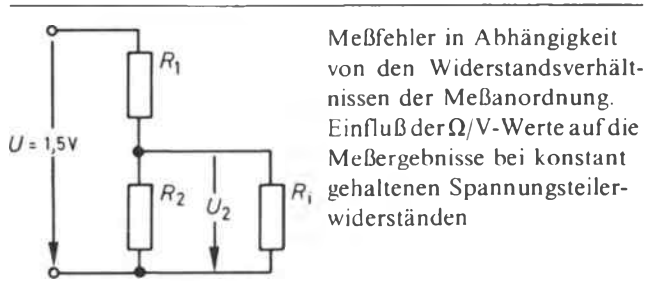 Meßfehler in Abhängigkeit
von den Widerstandsverhält-
nissen der Meßanordnung.
Einfluß der Ω/V-Werte auf die
Meßergebnisse bei konstant
gehaltenen Spannungsteiler-
widerständen
R₁
U = 1,5V
R₂
U₂
Rᵢ